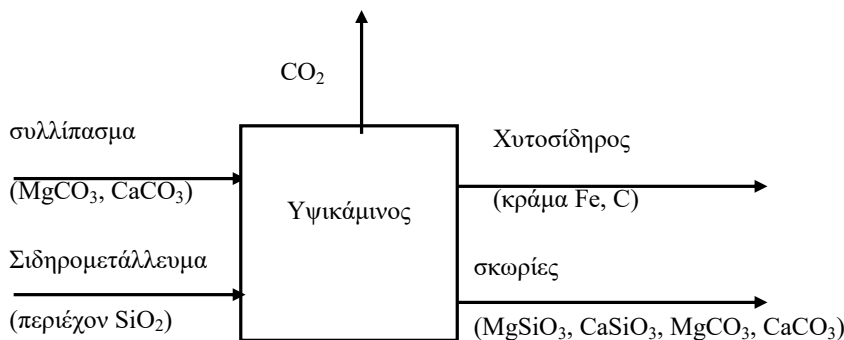 CO₂
συλλίπασμα
(MgCO₃, CaCO₃)
Σιδηρομετάλλευμα
(περιέχον SiO₂)
Υψικάμινος
Χυτοσίδηρος
(κράμα Fe, C)
σκωρίες
(MgSiO₃, CaSiO₃, MgCO₃, CaCO₃)